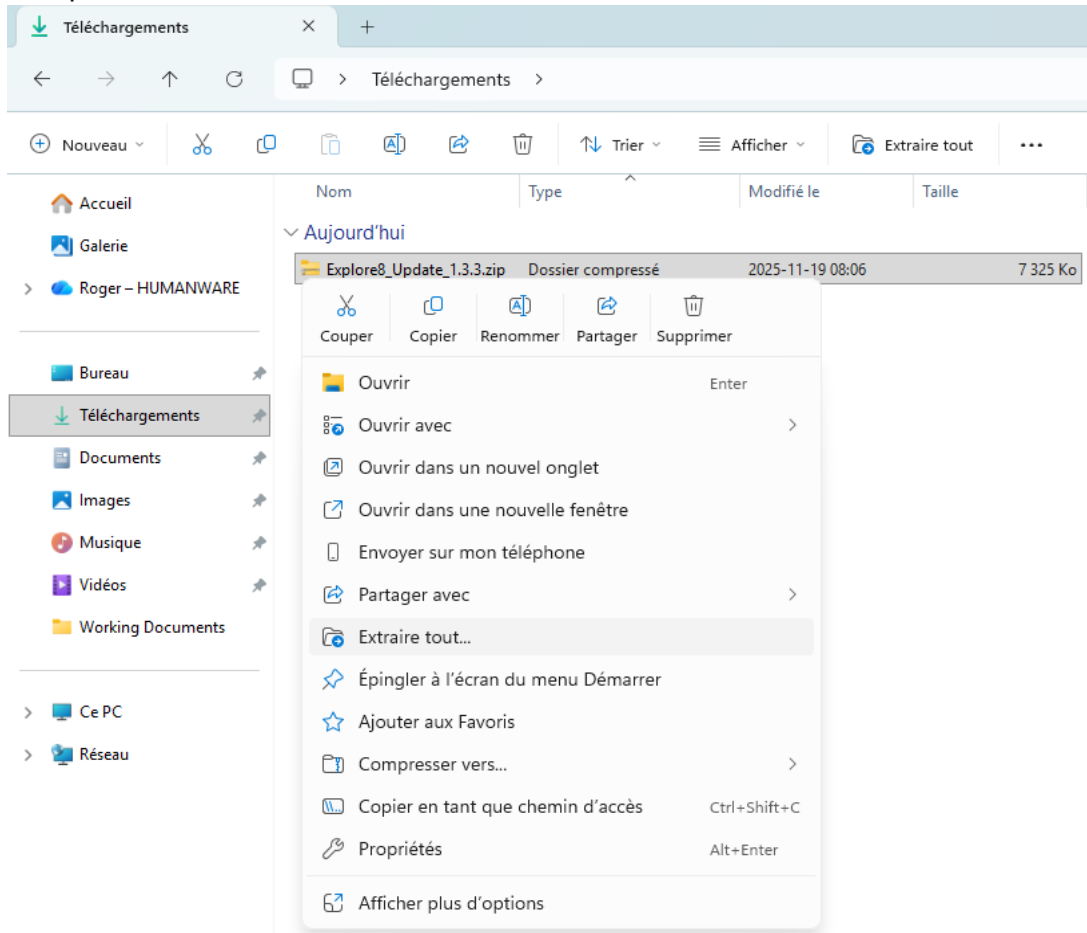 Téléchargements
Téléchargements
Nouveau
Trier
Afficher
Extraire tout
Nom Type Modifié le Taille
Accueil
Galerie
Roger – HUMANWARE
Bureau
Téléchargements
Documents
Images
Musique
Vidéos
Working Documents
Ce PC
Réseau
Aujourd'hui
Explore8_Update_1.3.3.zip Dossier compressé 2025-11-19 08:06 7 325 Ko
Couper Copier Renommer Partager Supprimer
Ouvrir Enter
Ouvrir avec
Ouvrir dans un nouvel onglet
Ouvrir dans une nouvelle fenêtre
Envoyer sur mon téléphone
Partager avec
Extraire tout...
Épingler à l'écran du menu Démarrer
Ajouter aux Favoris
Compresser vers...
Copier en tant que chemin d'accès Ctrl+Shift+C
Propriétés Alt+Enter
Afficher plus d'options